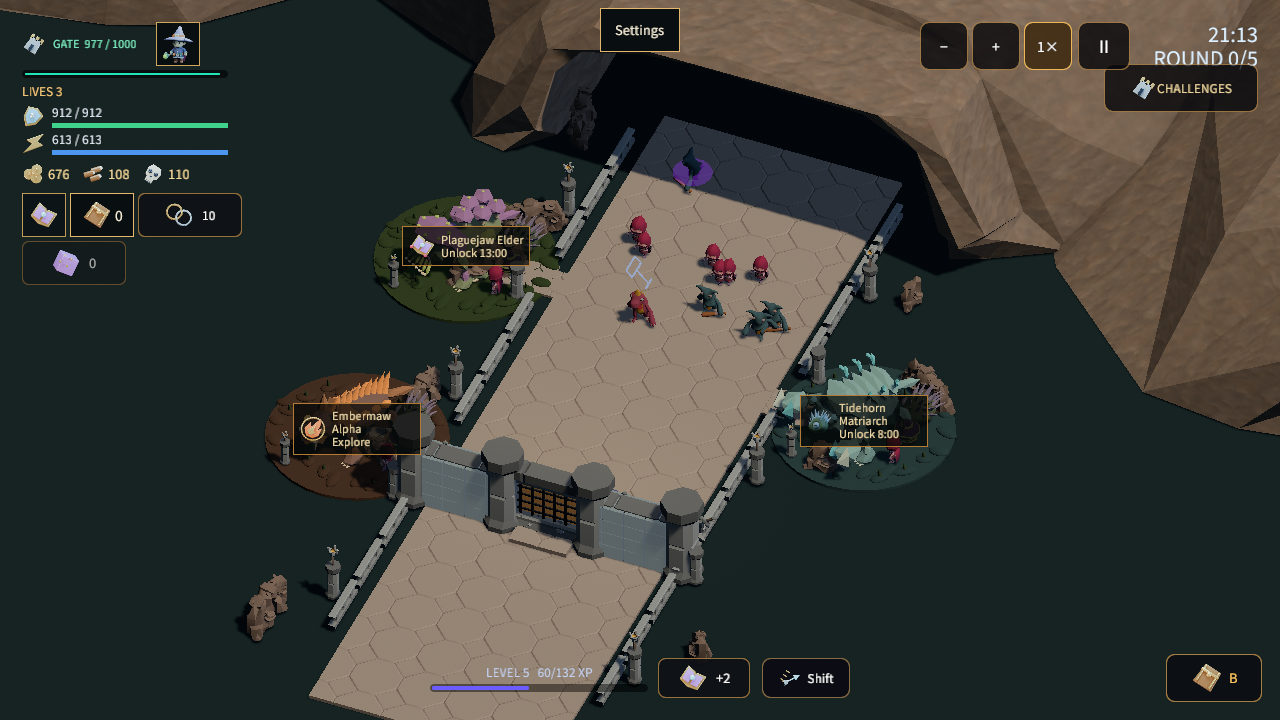 GATE 977 / 1000
Settings
−
+
1×
21:13
ROUND 0/5
CHALLENGES
LIVES 3
912 / 912
613 / 613
676
108
110
0
10
0
Plaguejaw Elder
Unlock 13:00
Embermaw
Alpha
Explore
Tidehorn
Matriarch
Unlock 8:00
LEVEL 5 60/132 XP
+2
Shift
B